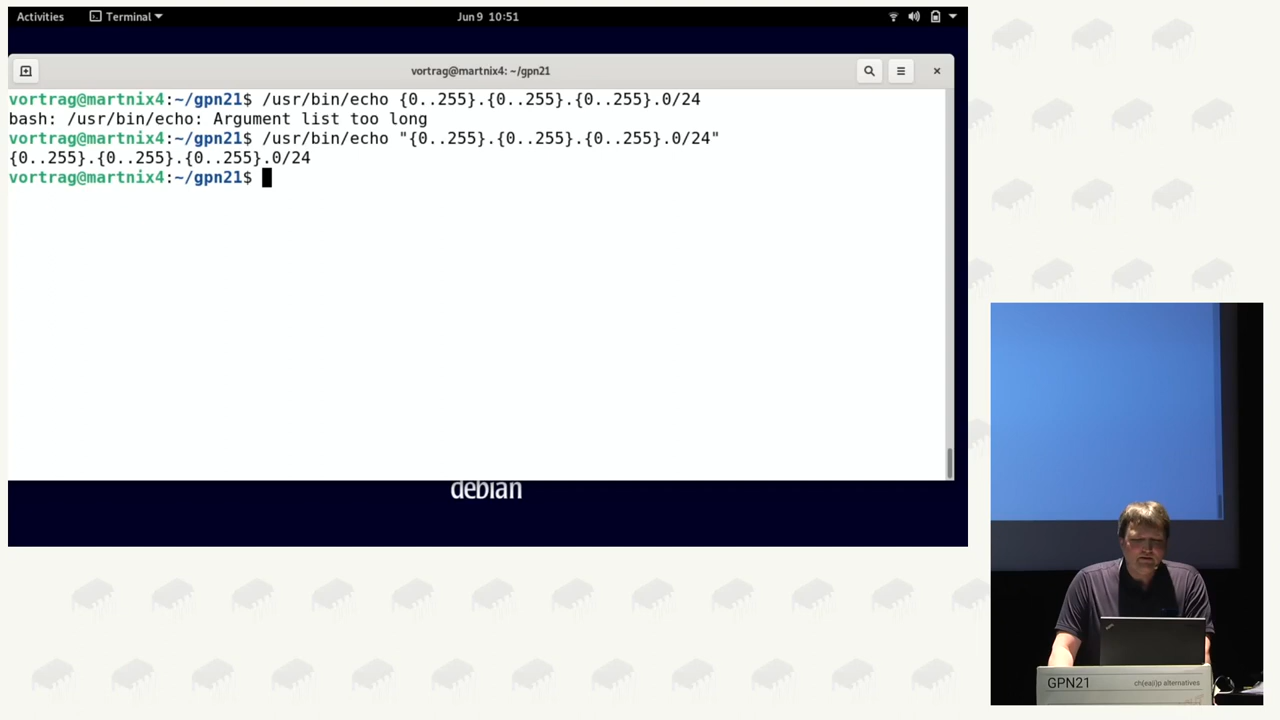 Activities Terminal Jun 9 10:51
vortrag@martnix4: ~/gpn21
vortrag@martnix4:~/gpn21$ /usr/bin/echo {0..255}.{0..255}.{0..255}.0/24
bash: /usr/bin/echo: Argument list too long
vortrag@martnix4:~/gpn21$ /usr/bin/echo "{0..255}.{0..255}.{0..255}.0/24"
{0..255}.{0..255}.{0..255}.0/24
vortrag@martnix4:~/gpn21$
debian
GPN21 ch(ea|i)p alternatives